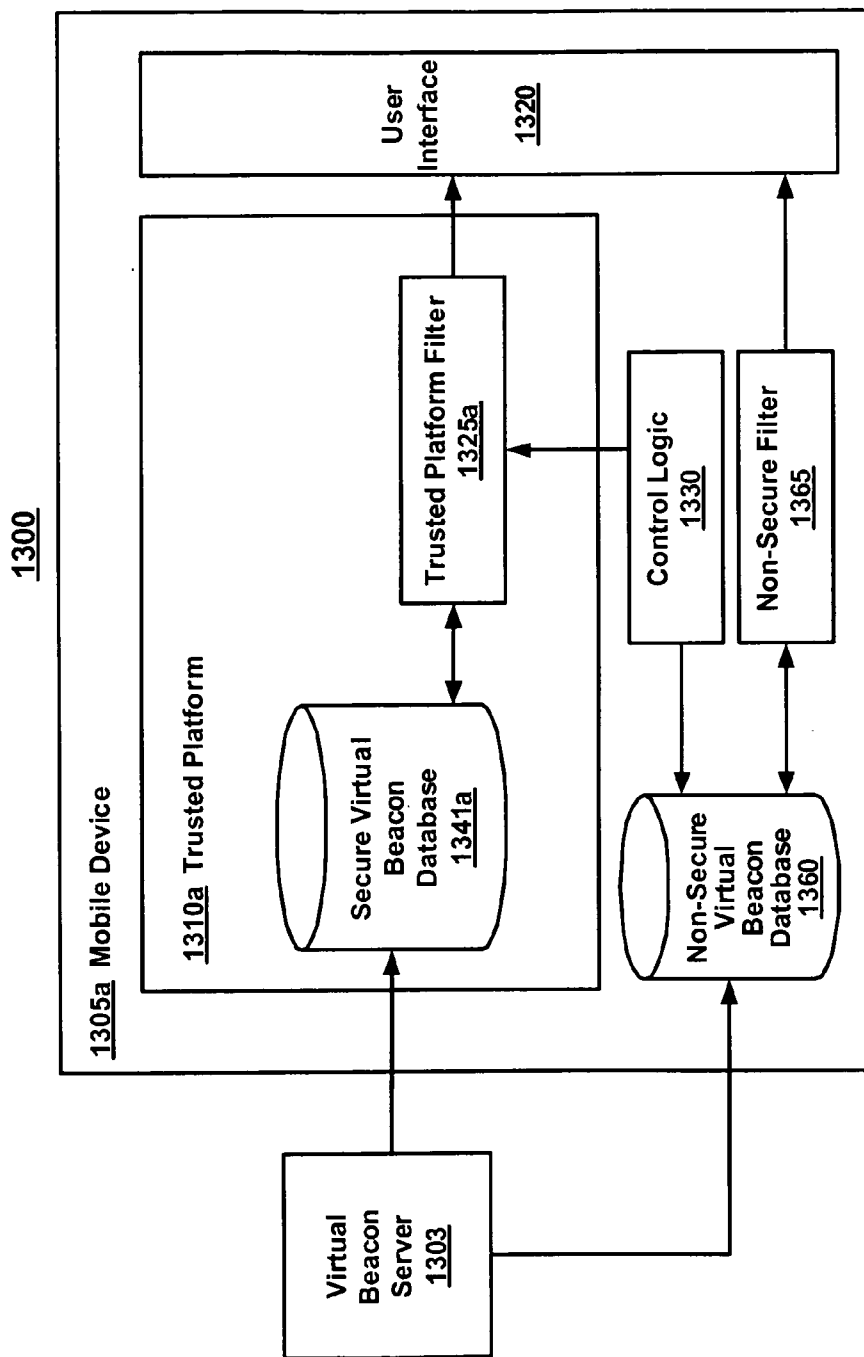 1300
1305a Mobile Device
1310a Trusted Platform
User
Interface
1320
Trusted Platform Filter
1325a
Secure Virtual
Beacon
Database
1341a
Control Logic
1330
Non-Secure Filter
1365
Non-Secure
Virtual
Beacon
Database
1360
Virtual
Beacon
Server
1303